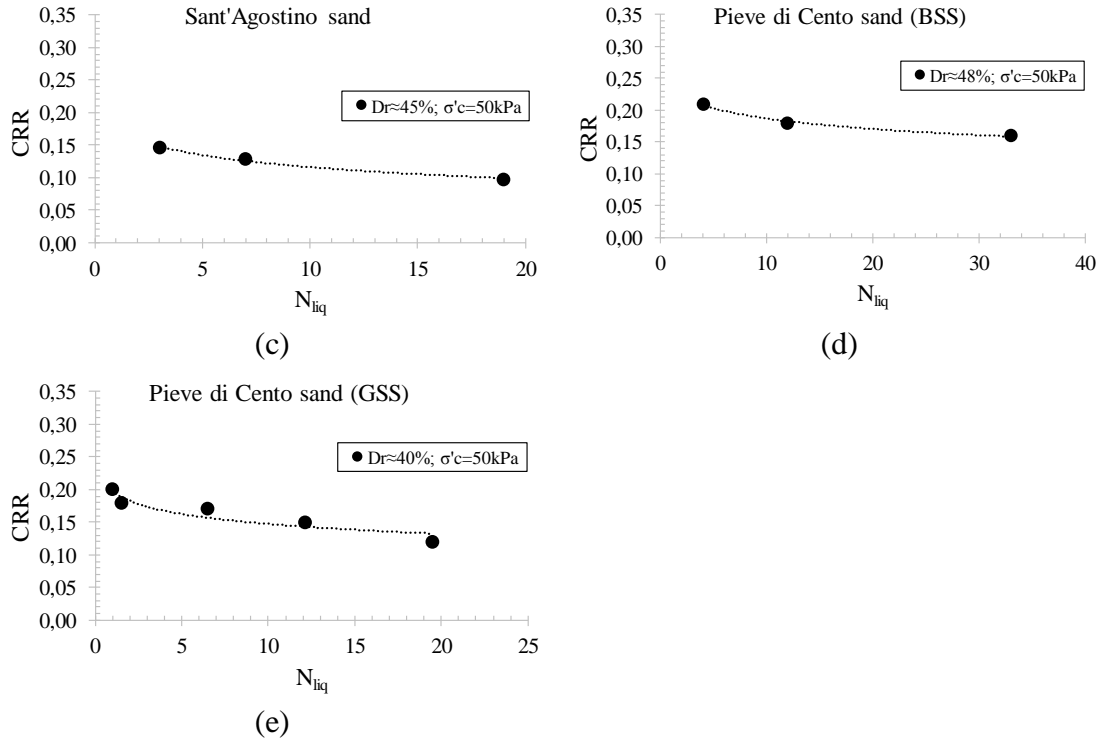 Sant'Agostino sand
0,35
0,30
0,25
0,20
0,15
0,10
0,05
0,00
CRR
Dr≈45%; σ'c=50kPa
0 5 10 15 20
Nliq
(c)
Pieve di Cento sand (BSS)
0,35
0,30
0,25
0,20
0,15
0,10
0,05
0,00
CRR
Dr≈48%; σ'c=50kPa
0 10 20 30 40
Nliq
(d)
Pieve di Cento sand (GSS)
0,35
0,30
0,25
0,20
0,15
0,10
0,05
0,00
CRR
Dr≈40%; σ'c=50kPa
0 5 10 15 20 25
Nliq
(e)